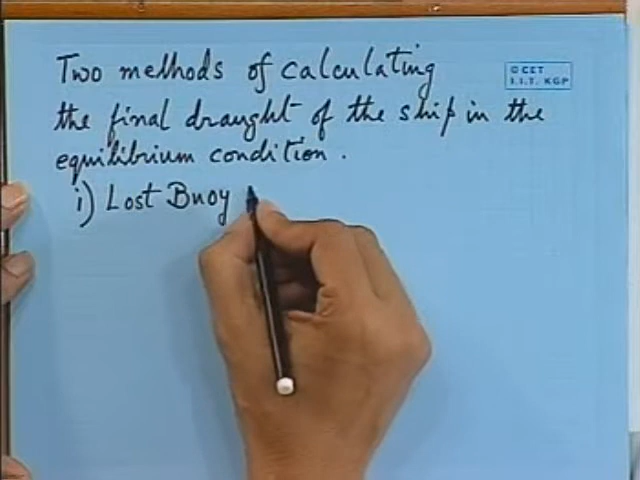 Two methods of calculating
© CET
I.I.T. KGP
the final draught of the ship in the
equilibrium condition.
i) Lost Buoy